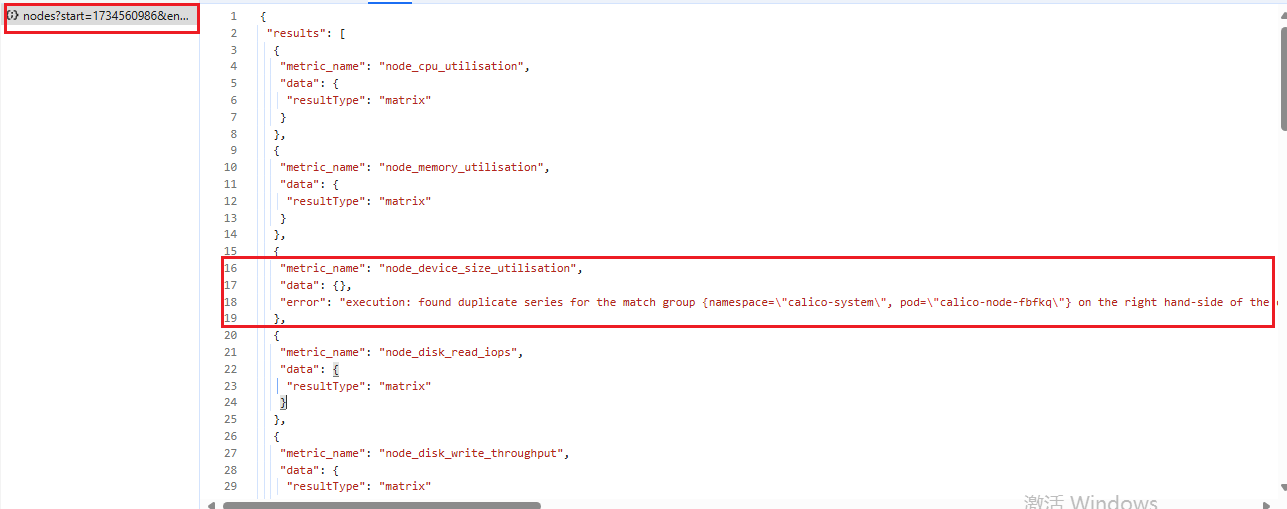 nodes?start=1734560986&en...
1 {
2 "results": [
3 {
4 "metric_name": "node_cpu_utilisation",
5 "data": {
6 "resultType": "matrix"
7 }
8 },
9 {
10 "metric_name": "node_memory_utilisation",
11 "data": {
12 "resultType": "matrix"
13 }
14 },
15 {
16 "metric_name": "node_device_size_utilisation",
17 "data": {},
18 "error": "execution: found duplicate series for the match group {namespace=\"calico-system\", pod=\"calico-node-fbfkq\"} on the right hand-side of the
19 },
20 {
21 "metric_name": "node_disk_read_iops",
22 "data": {
23 "resultType": "matrix"
24 }
25 },
26 {
27 "metric_name": "node_disk_write_throughput",
28 "data": {
29 "resultType": "matrix"
激活 Windows